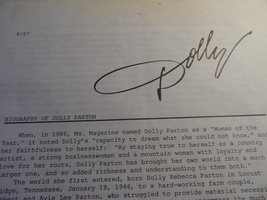 8/87
Dolly
BIOGRAPHY OF DOLLY PARTON
When, in 1986, Ms. Magazine named Dolly Parton as a "Woman of the
Year," it noted Dolly's "capacity to dream what she could not know," and
her faithfulness to herself: "By staying true to herself as a country
artist, a strong businesswoman and a mountain woman with loyalty and
love for her roots, Dolly Parton has brought her own world into a much
larger one, and so added richness and understanding to them both."
The world she first entered, born Dolly Rebecca Parton in Locust
Ridge, Tennessee, January 19, 1946, to a hard-working farm couple,
Robert and Avie Lee Parton, who struggled to provide material